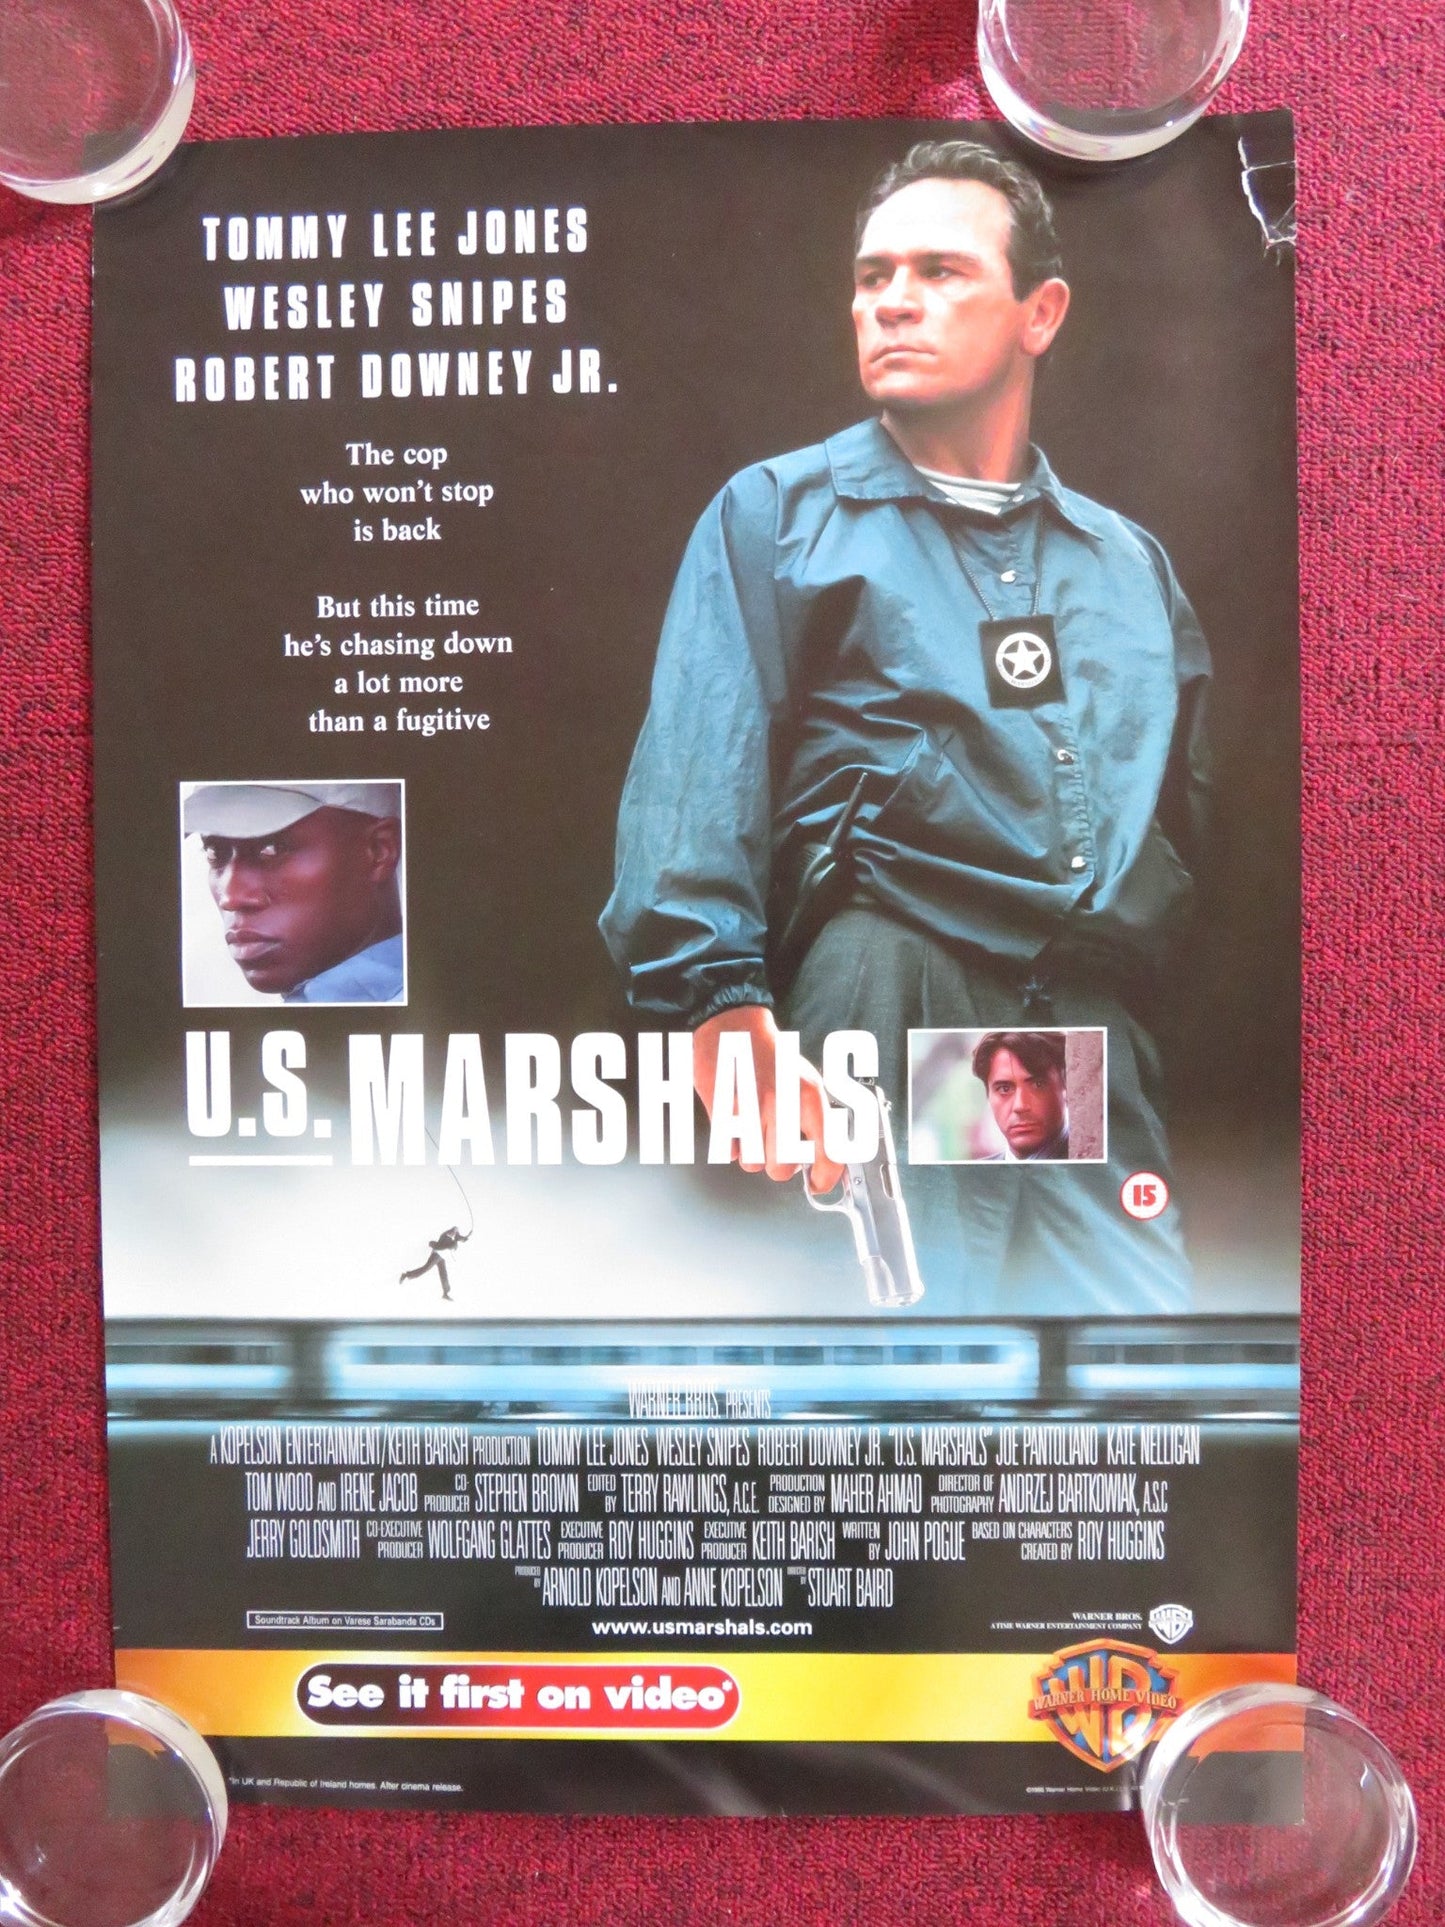 TOMMY LEE JONES
WESLEY SNIPES
ROBERT DOWNEY JR.
The cop
who won't stop
is back
But this time
he's chasing down
a lot more
than a fugitive
U.S. MARSHALS
15
WARNER BROS. PRESENTS
A KOPELSON ENTERTAINMENT/KEITH BARISH PRODUCTION TOMMY LEE JONES WESLEY SNIPES ROBERT DOWNEY JR. "U.S. MARSHALS" JOE PANTOLIANO KATE NELLIGAN
TOM WOOD AND IRENE JACOB CO-PRODUCER STEPHEN BROWN EDITED BY TERRY RAWLINGS, A.C.E. PRODUCTION DESIGNED BY MAHER AHMAD DIRECTOR OF PHOTOGRAPHY ANDRZEJ BARTKOWIAK, A.S.C
JERRY GOLDSMITH CO-EXECUTIVE PRODUCER WOLFGANG GLATTES EXECUTIVE PRODUCER ROY HUGGINS EXECUTIVE PRODUCER KEITH BARISH WRITTEN BY JOHN POGUE BASED ON CHARACTERS CREATED BY ROY HUGGINS
PRODUCED BY ARNOLD KOPELSON AND ANNE KOPELSON DIRECTED BY STUART BAIRD
Soundtrack Album on Varese Sarabande CDs
www.usmarshals.com
WARNER BROS.
A TIME WARNER ENTERTAINMENT COMPANY
WB
See it first on video*
WB
WARNER HOME VIDEO
*In UK and Republic of Ireland homes. After cinema release.
Warner Home Video